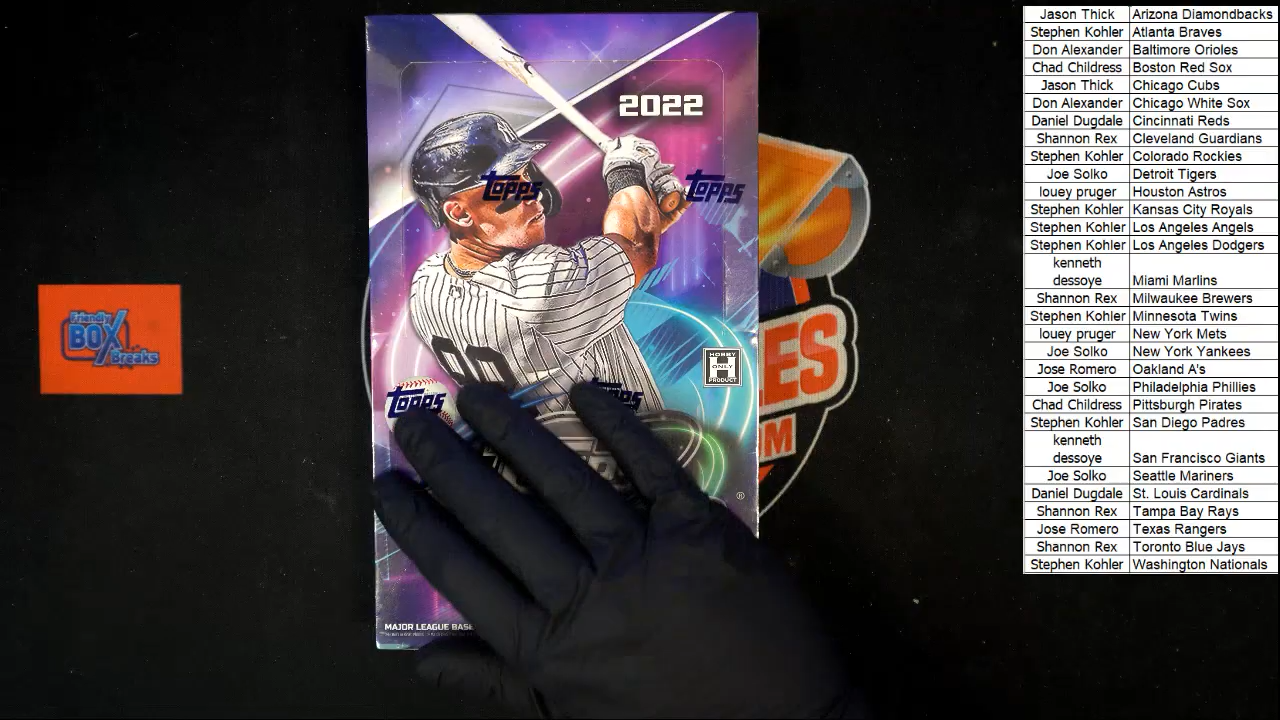 2022
Topps
Topps
99
HOBBY
H
ONLY
PRODUCT
Topps
Topps
MAJOR LEAGUE BASE
®
Friendly
BOX
Breaks
ES
M
Jason Thick Arizona Diamondbacks
Stephen Kohler Atlanta Braves
Don Alexander Baltimore Orioles
Chad Childress Boston Red Sox
Jason Thick Chicago Cubs
Don Alexander Chicago White Sox
Daniel Dugdale Cincinnati Reds
Shannon Rex Cleveland Guardians
Stephen Kohler Colorado Rockies
Joe Solko Detroit Tigers
louey pruger Houston Astros
Stephen Kohler Kansas City Royals
Stephen Kohler Los Angeles Angels
Stephen Kohler Los Angeles Dodgers
kenneth
dessoye Miami Marlins
Shannon Rex Milwaukee Brewers
Stephen Kohler Minnesota Twins
louey pruger New York Mets
Joe Solko New York Yankees
Jose Romero Oakland A's
Joe Solko Philadelphia Phillies
Chad Childress Pittsburgh Pirates
Stephen Kohler San Diego Padres
kenneth
dessoye San Francisco Giants
Joe Solko Seattle Mariners
Daniel Dugdale St. Louis Cardinals
Shannon Rex Tampa Bay Rays
Jose Romero Texas Rangers
Shannon Rex Toronto Blue Jays
Stephen Kohler Washington Nationals